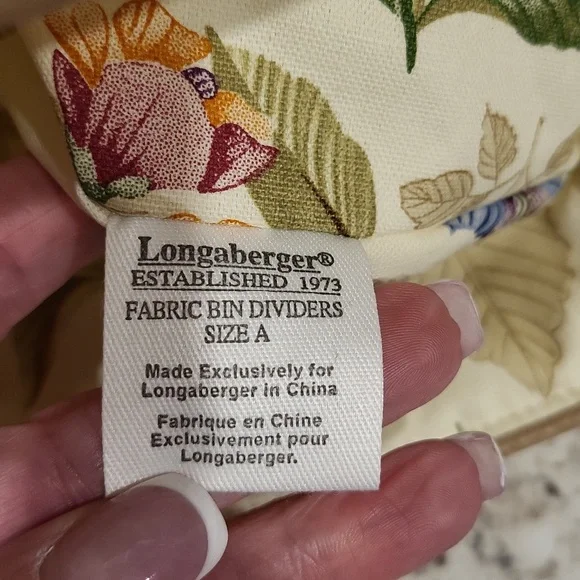 Longaberger®
ESTABLISHED 1973
FABRIC BIN DIVIDERS
SIZE A
Made Exclusively for
Longaberger in China
Fabrique en Chine
Exclusivement pour
Longaberger.